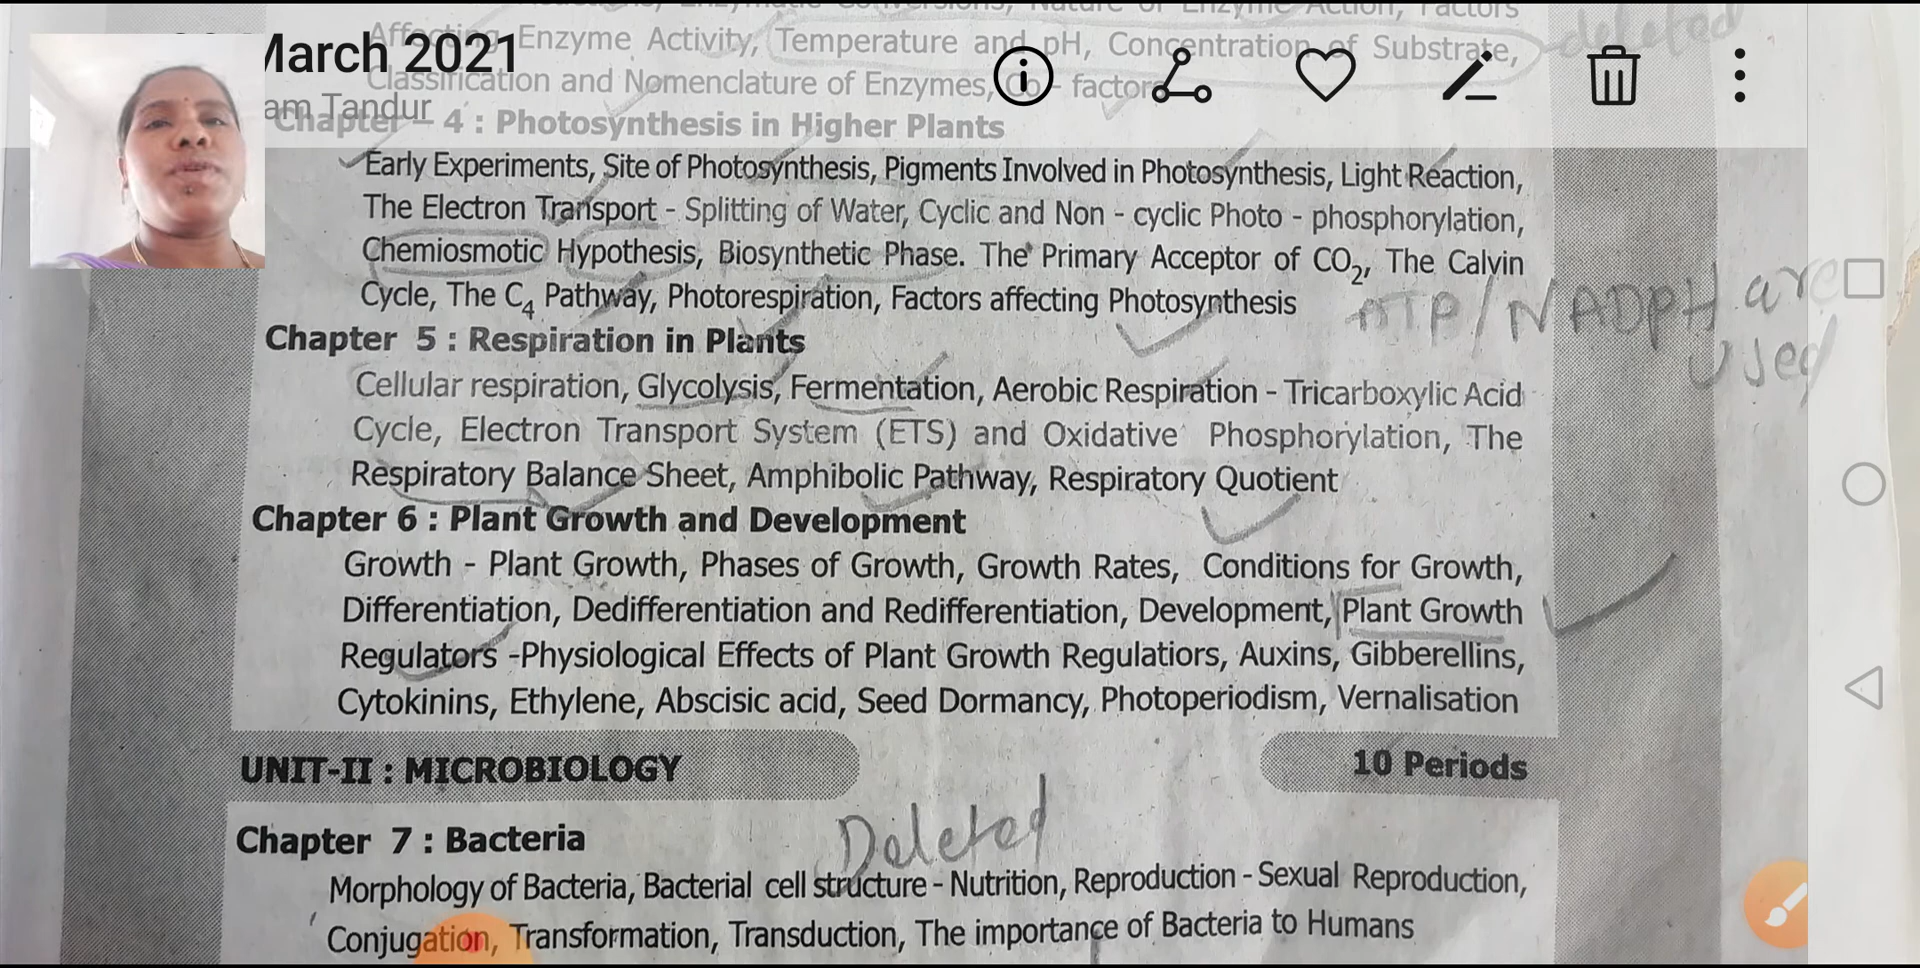 Affecting Enzyme Activity, Temperature and pH, Concentration of Substrate, deleted
March 2021
Classification and Nomenclature of Enzymes, Co - factors
am Tandur
Chapter - 4 : Photosynthesis in Higher Plants
Early Experiments, Site of Photosynthesis, Pigments Involved in Photosynthesis, Light Reaction,
The Electron Transport - Splitting of Water, Cyclic and Non - cyclic Photo - phosphorylation,
Chemiosmotic Hypothesis, Biosynthetic Phase. The Primary Acceptor of CO2, The Calvin
Cycle, The C4 Pathway, Photorespiration, Factors affecting Photosynthesis
ATP/NADPH are
used
Chapter 5 : Respiration in Plants
Cellular respiration, Glycolysis, Fermentation, Aerobic Respiration - Tricarboxylic Acid
Cycle, Electron Transport System (ETS) and Oxidative Phosphorylation, The
Respiratory Balance Sheet, Amphibolic Pathway, Respiratory Quotient
Chapter 6 : Plant Growth and Development
Growth - Plant Growth, Phases of Growth, Growth Rates, Conditions for Growth,
Differentiation, Dedifferentiation and Redifferentiation, Development, Plant Growth
Regulators -Physiological Effects of Plant Growth Regulatiors, Auxins, Gibberellins,
Cytokinins, Ethylene, Abscisic acid, Seed Dormancy, Photoperiodism, Vernalisation
UNIT-II : MICROBIOLOGY 10 Periods
Deleted
Chapter 7 : Bacteria
Morphology of Bacteria, Bacterial cell structure - Nutrition, Reproduction - Sexual Reproduction,
Conjugation, Transformation, Transduction, The importance of Bacteria to Humans